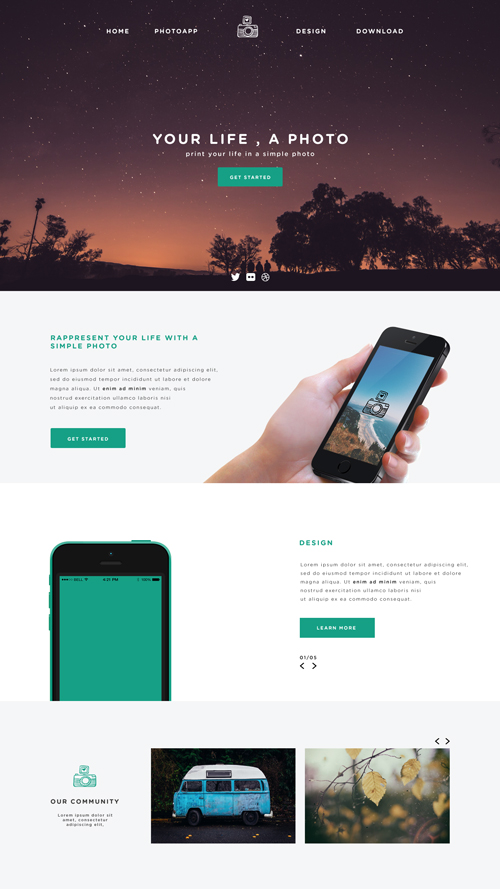 HOME PHOTOAPP DESIGN DOWNLOAD
YOUR LIFE , A PHOTO
print your life in a simple photo
GET STARTED
RAPPRESENT YOUR LIFE WITH A
SIMPLE PHOTO
Lorem ipsum dolor sit amet, consectetur adipiscing elit,
sed do eiusmod tempor incididunt ut labore et dolore
magna aliqua. Ut enim ad minim veniam, quis
nostrud exercitation ullamco laboris nisi
ut aliquip ex ea commodo consequat.
GET STARTED
BELL 4:21 PM 100%
DESIGN
Lorem ipsum dolor sit amet, consectetur adipiscing elit,
sed do eiusmod tempor incididunt ut labore et dolore
magna aliqua. Ut enim ad minim veniam, quis
nostrud exercitation ullamco laboris nisi
ut aliquip ex ea commodo consequat.
LEARN MORE
01/05
OUR COMMUNITY
Lorem ipsum dolor sit
amet, consectetur
adipiscing elit,